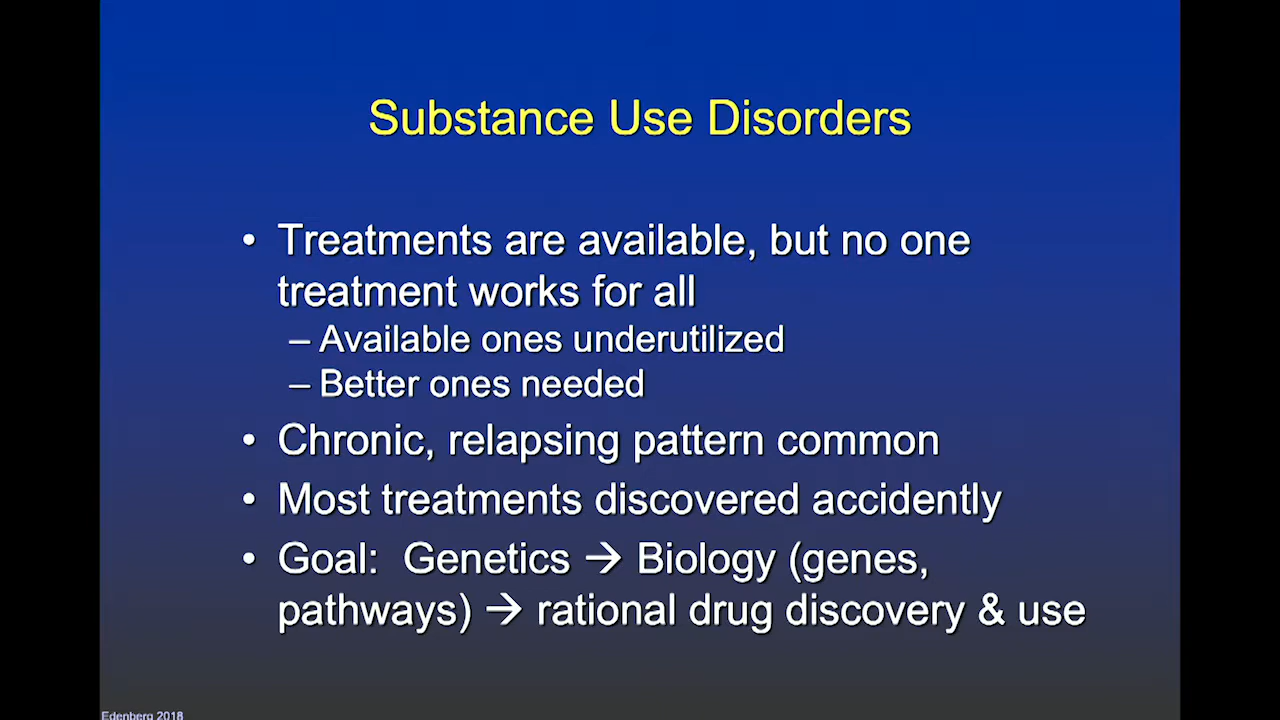 Substance Use Disorders
• Treatments are available, but no one
treatment works for all
– Available ones underutilized
– Better ones needed
• Chronic, relapsing pattern common
• Most treatments discovered accidently
• Goal:  Genetics → Biology (genes,
pathways) → rational drug discovery & use
Edenberg 2018